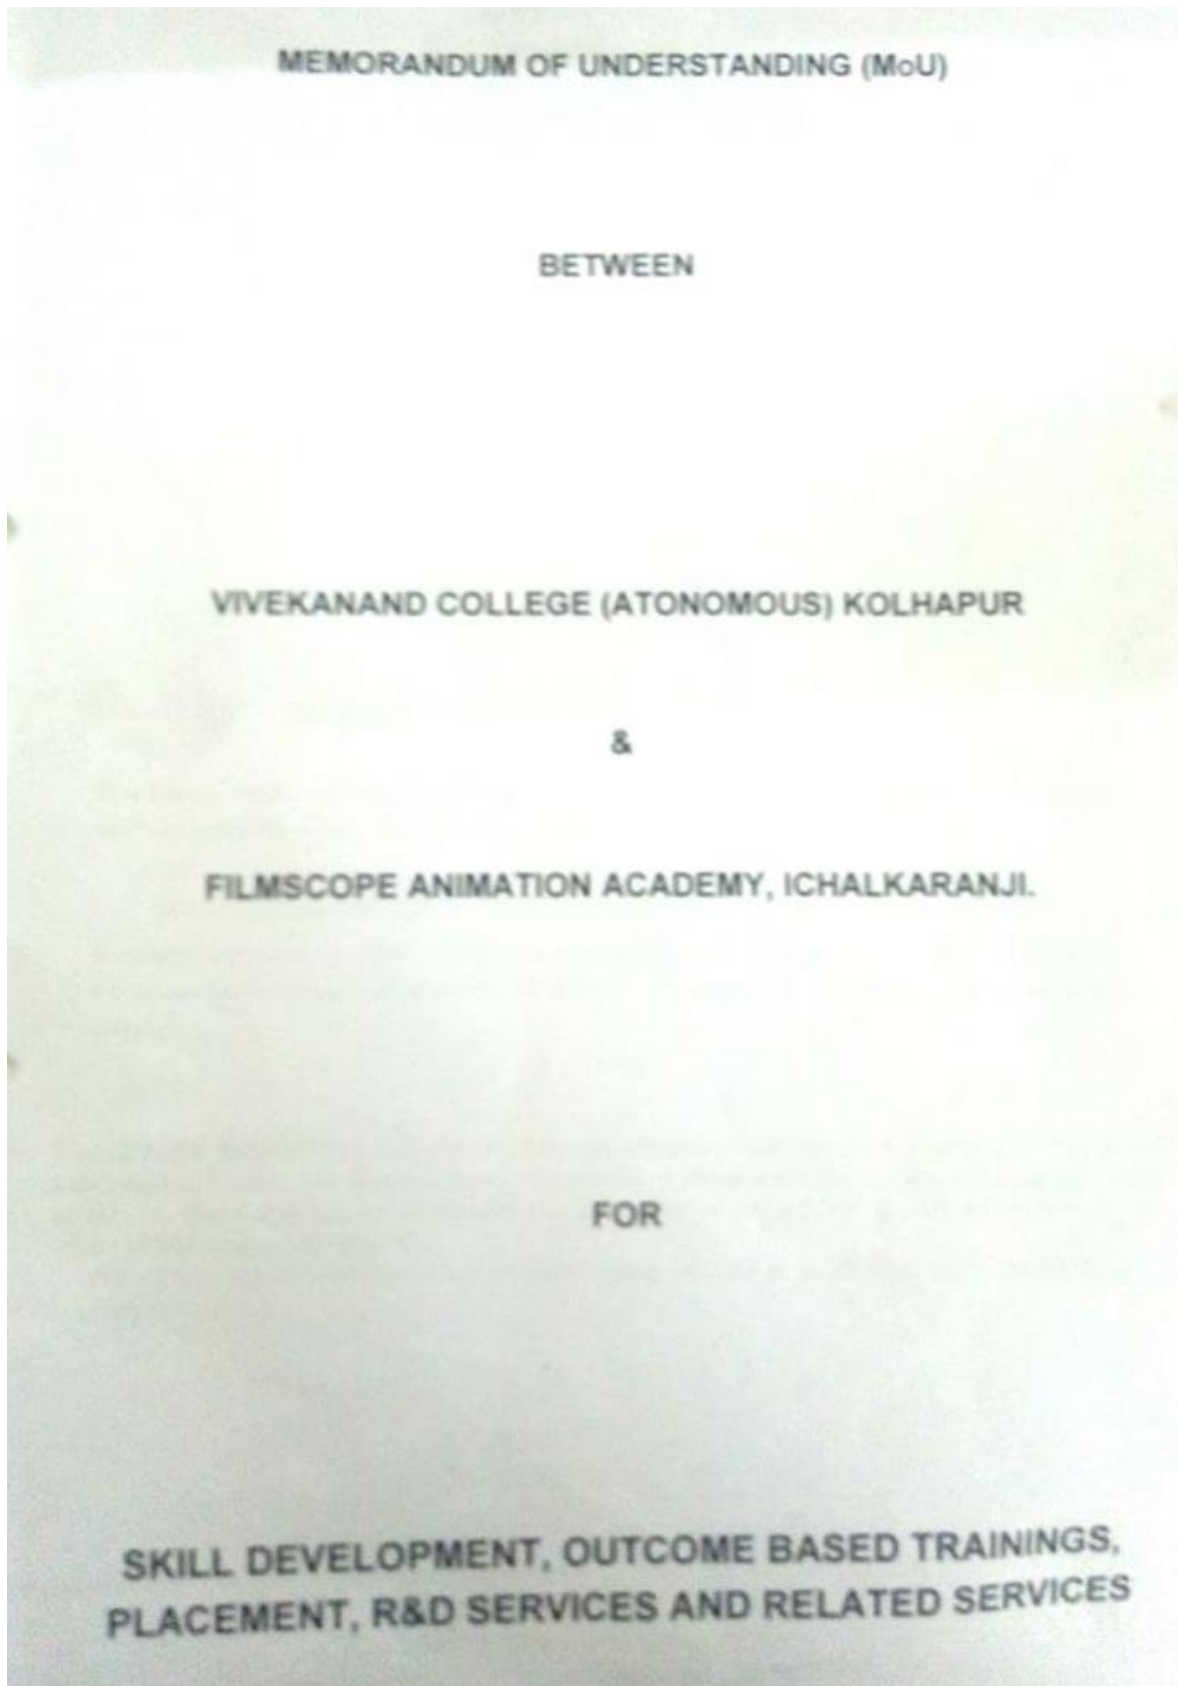 MEMORANDUM OF UNDERSTANDING (MoU)
BETWEEN
VIVEKANAND COLLEGE (ATONOMOUS) KOLHAPUR
&
FILMSCOPE ANIMATION ACADEMY, ICHALKARANJI.
FOR
SKILL DEVELOPMENT, OUTCOME BASED TRAININGS,
PLACEMENT, R&D SERVICES AND RELATED SERVICES